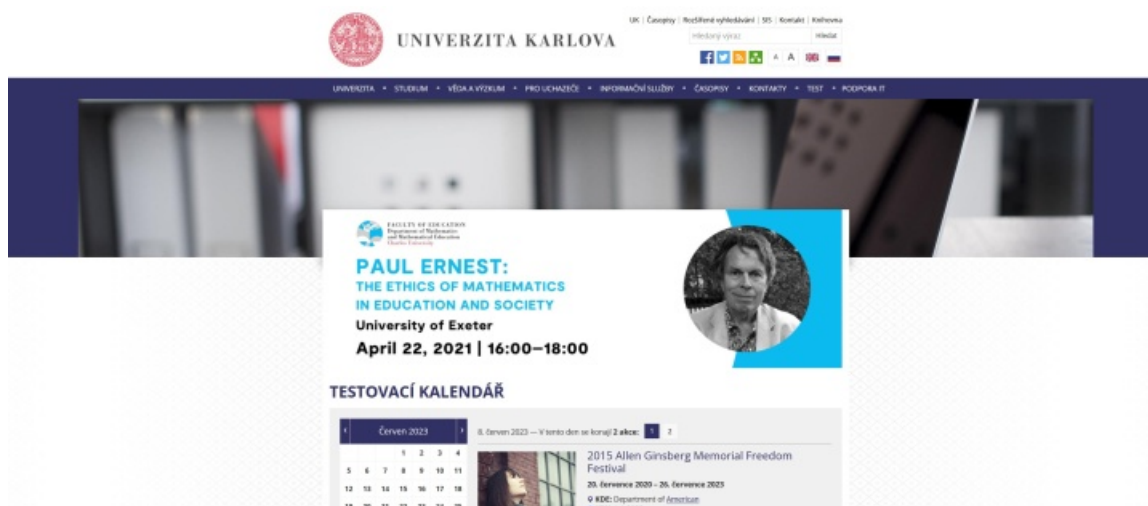 UK | Časopisy | Rozšířené vyhledávání | SIS | Kontakt | Knihovna
UNIVERZITA KARLOVA
Hledaný výraz Hledat
A A
UNIVERZITA • STUDIUM • VĚDA A VÝZKUM • PRO UCHAZEČE • INFORMAČNÍ SLUŽBY • ČASOPISY • KONTAKTY • TEST • PODPORA IT
FACULTY OF EDUCATION
Department of Mathematics
and Mathematical Education
Charles University
PAUL ERNEST:
THE ETHICS OF MATHEMATICS
IN EDUCATION AND SOCIETY
University of Exeter
April 22, 2021 | 16:00–18:00
TESTOVACÍ KALENDÁŘ
‹ Červen 2023 ›
1 2 3 4
5 6 7 8 9 10 11
12 13 14 15 16 17 18
8. červen 2023 — V tento den se konají 2 akce: 1 2
2015 Allen Ginsberg Memorial Freedom
Festival
20. července 2020 – 26. července 2023
KDE: Department of American